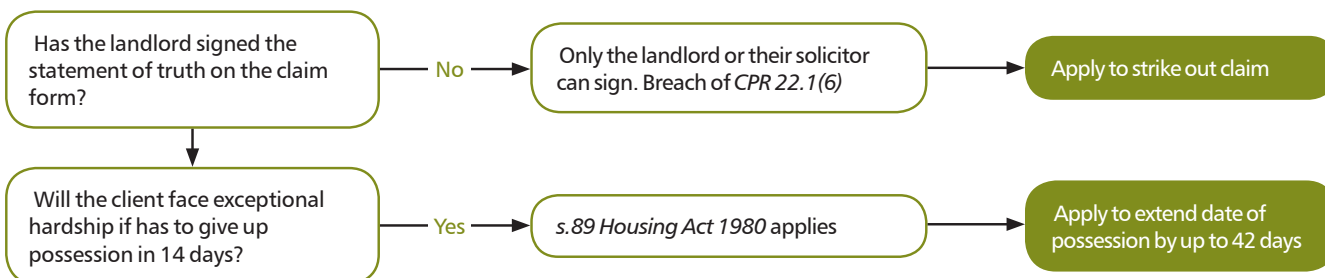 Has the landlord signed the
statement of truth on the claim
form?
No
Only the landlord or their solicitor
can sign. Breach of CPR 22.1(6)
Apply to strike out claim
Will the client face exceptional
hardship if has to give up
possession in 14 days?
Yes
s.89 Housing Act 1980 applies
Apply to extend date of
possession by up to 42 days